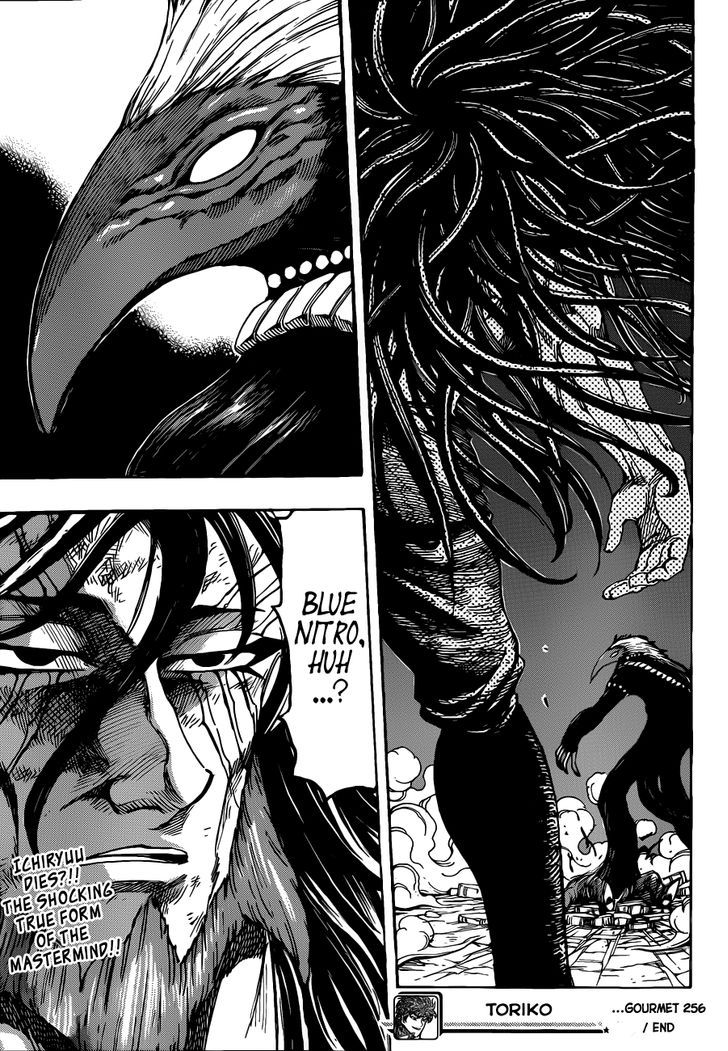 BLUE
NITRO,
HUH
...?
ICHIRYUU
DIES?!!
THE SHOCKING
TRUE FORM
OF THE
MASTERMIND!!
TORIKO
...GOURMET 256
/ END